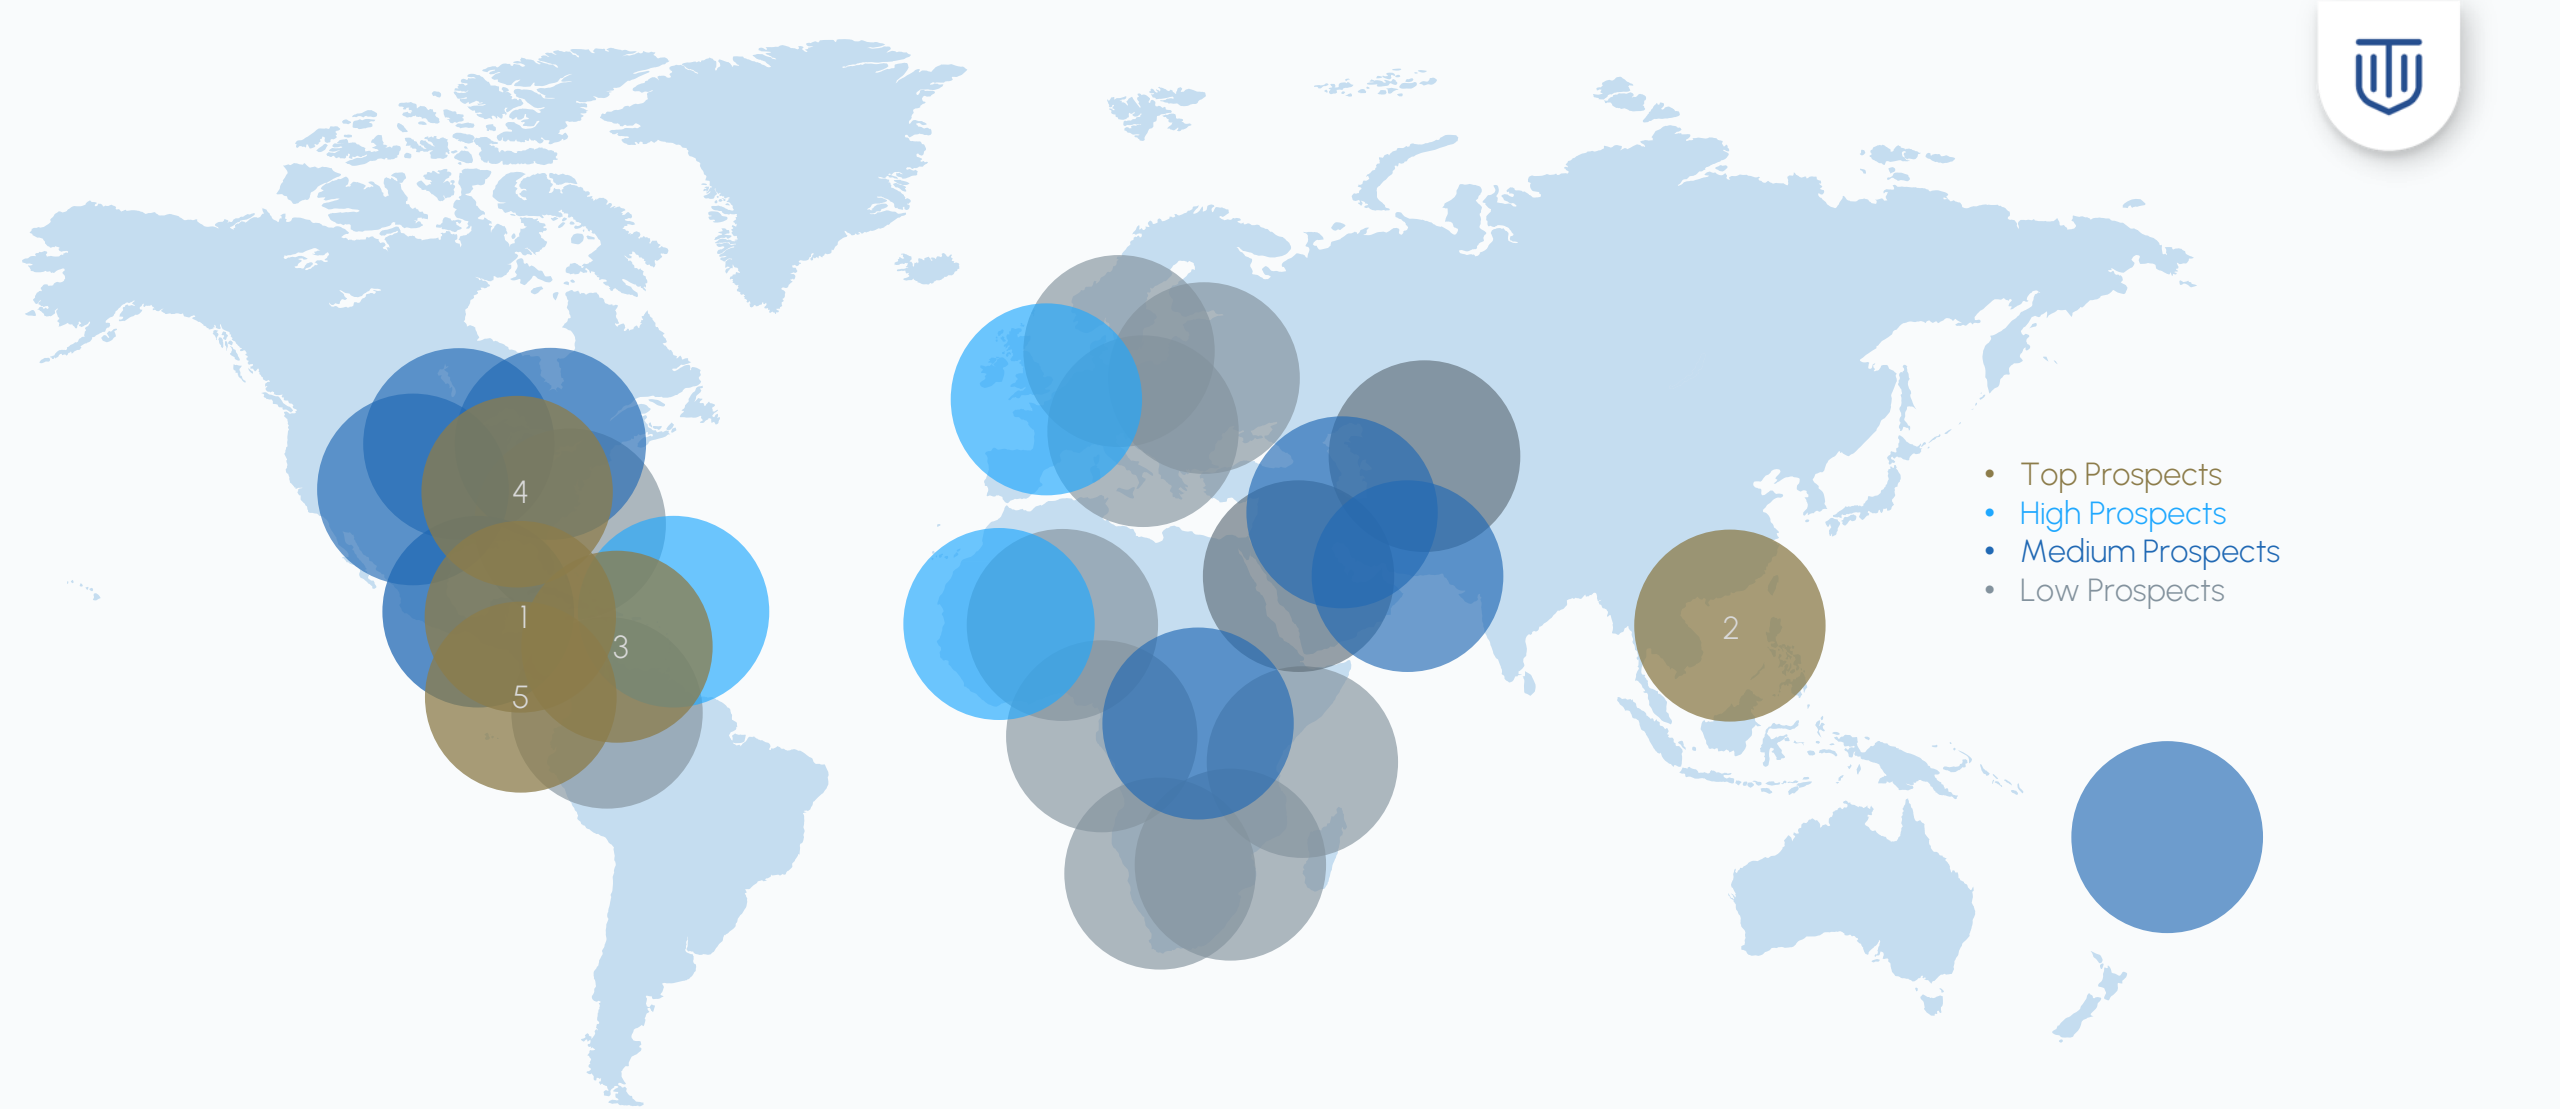 4
1
3
5
2
• Top Prospects
• High Prospects
• Medium Prospects
• Low Prospects